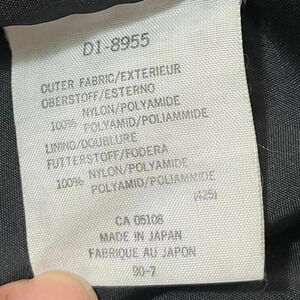 D1-8955
OUTER FABRIC/EXTERIEUR
OBERSTOFF/ESTERNO
100% NYLON/POLYAMIDE
POLYAMID/POLIAMMIDE
LINING/DOUBLURE
FUTTERSTOFF/FODERA
100% NYLON/POLYAMIDE
POLYAMID/POLIAMMIDE
(425)
CA 05108
MADE IN JAPAN
FABRIQUE AU JAPON
90-7